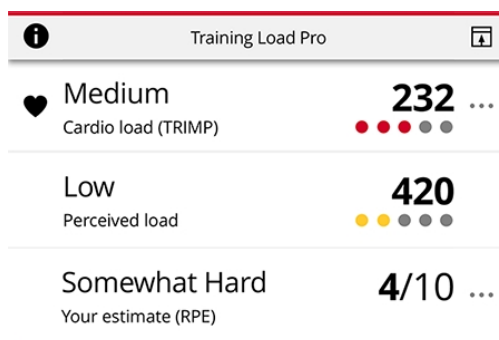 Training Load Pro
Medium 232
Cardio load (TRIMP)
Low 420
Perceived load
Somewhat Hard 4/10
Your estimate (RPE)